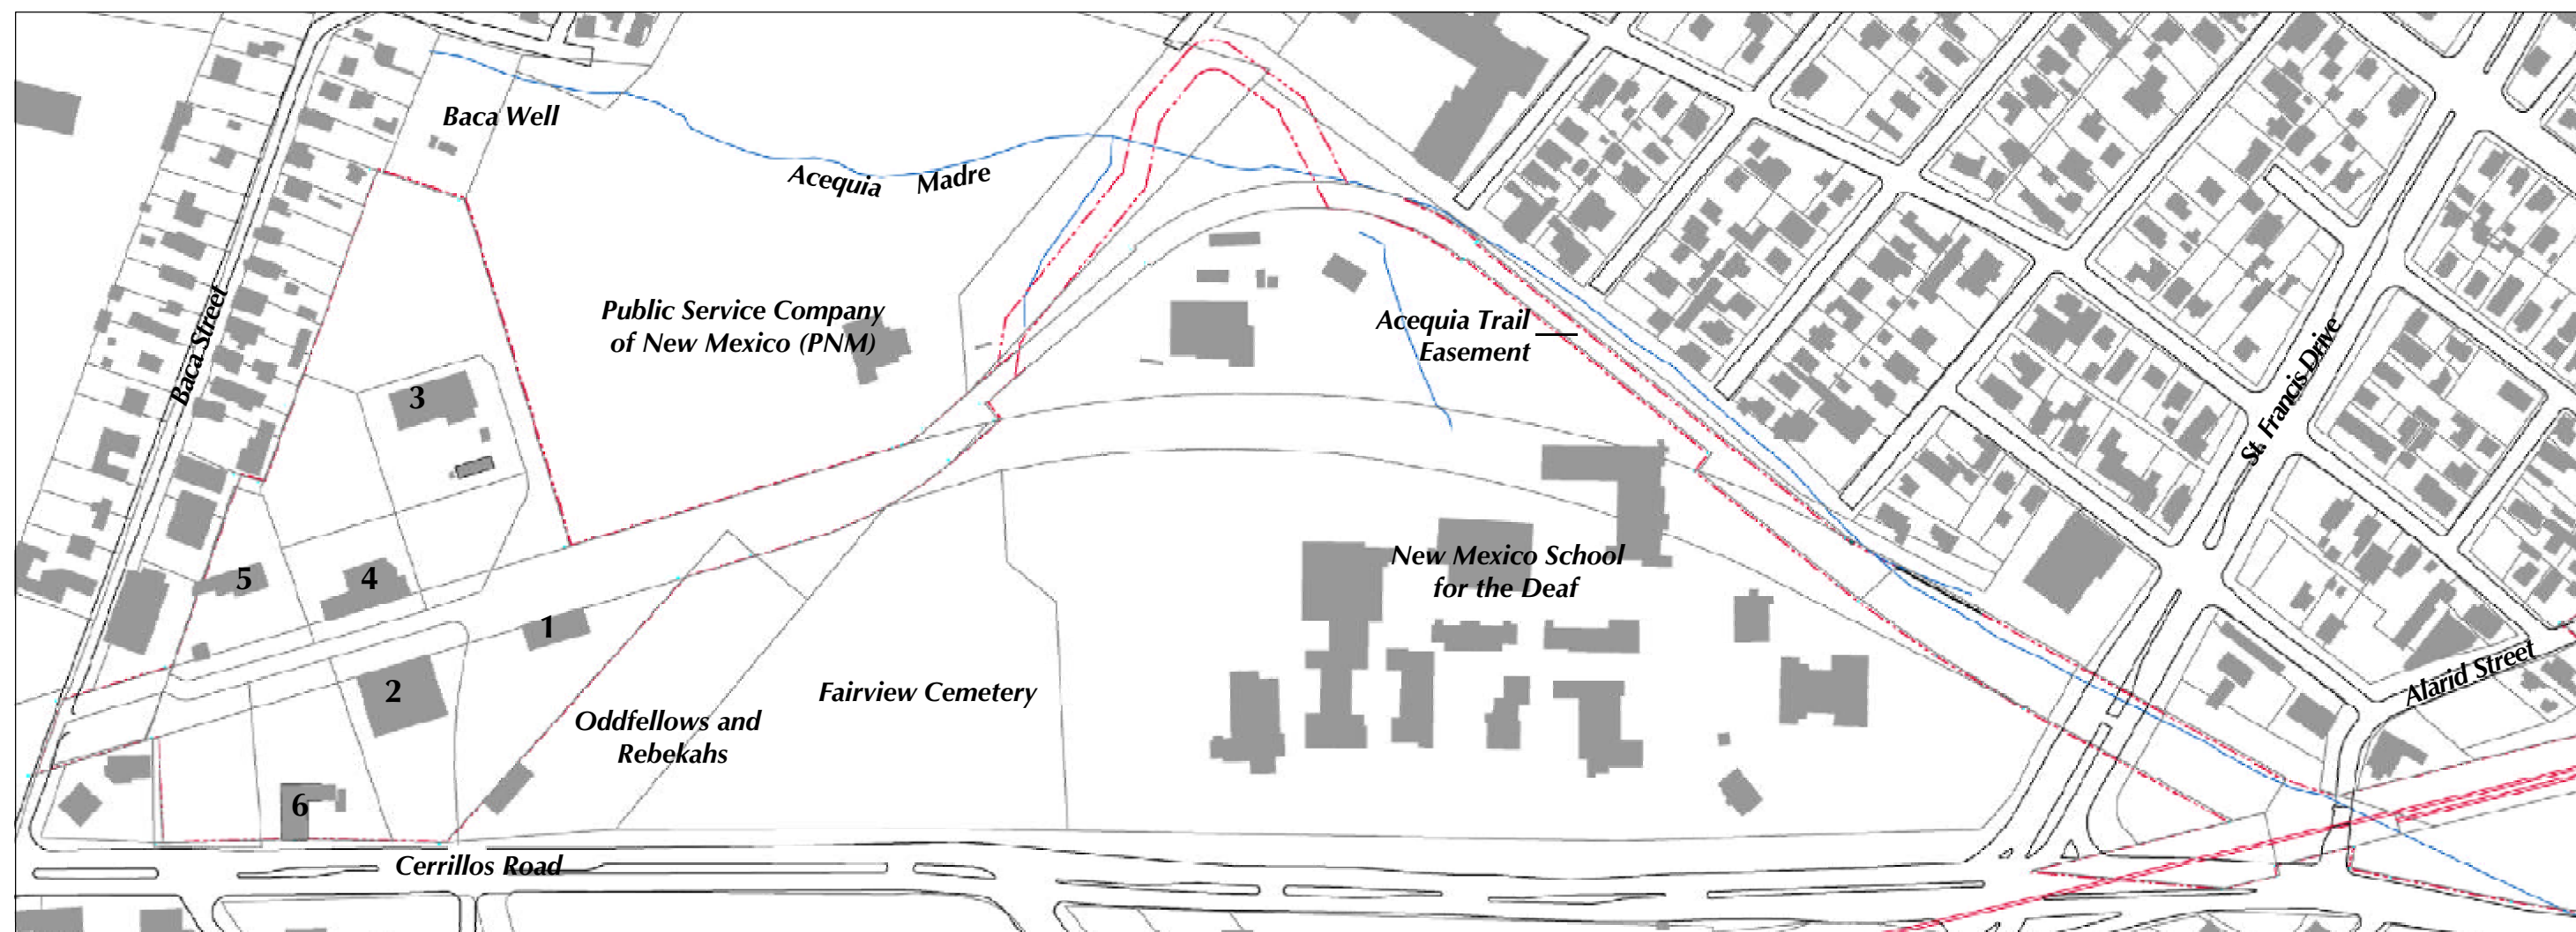 Baca Well
Acequia Madre
Baca Street
Public Service Company
of New Mexico (PNM)
Acequia Trail
Easement
St. Francis Drive
3
5
4
1
2
6
New Mexico School
for the Deaf
Oddfellows and
Rebekahs
Fairview Cemetery
Alarid Street
Cerrillos Road